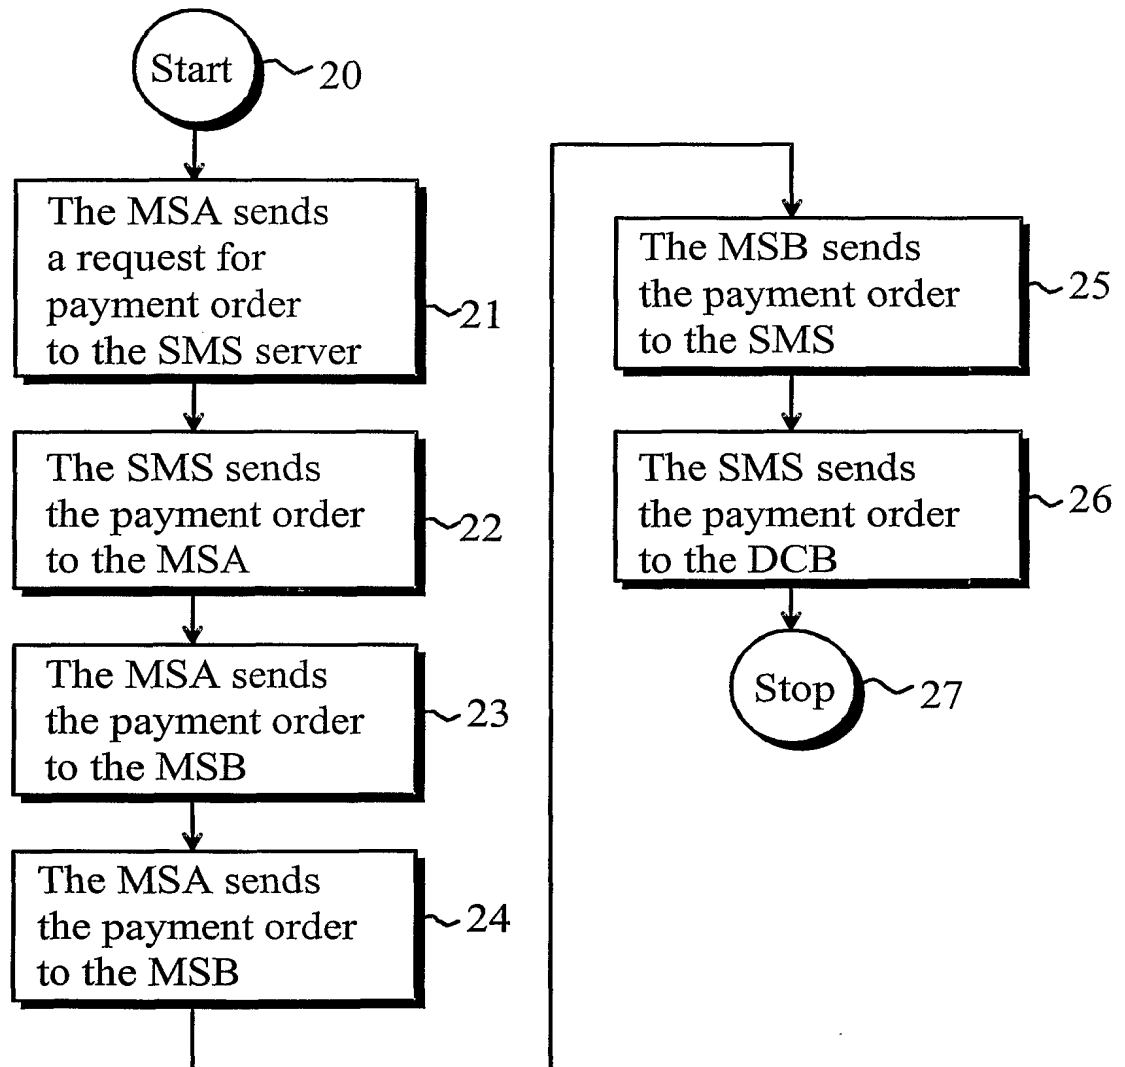 Start
20
The MSA sends
a request for
payment order
to the SMS server
21
The SMS sends
the payment order
to the MSA
22
The MSA sends
the payment order
to the MSB
23
The MSA sends
the payment order
to the MSB
24
The MSB sends
the payment order
to the SMS
25
The SMS sends
the payment order
to the DCB
26
Stop
27